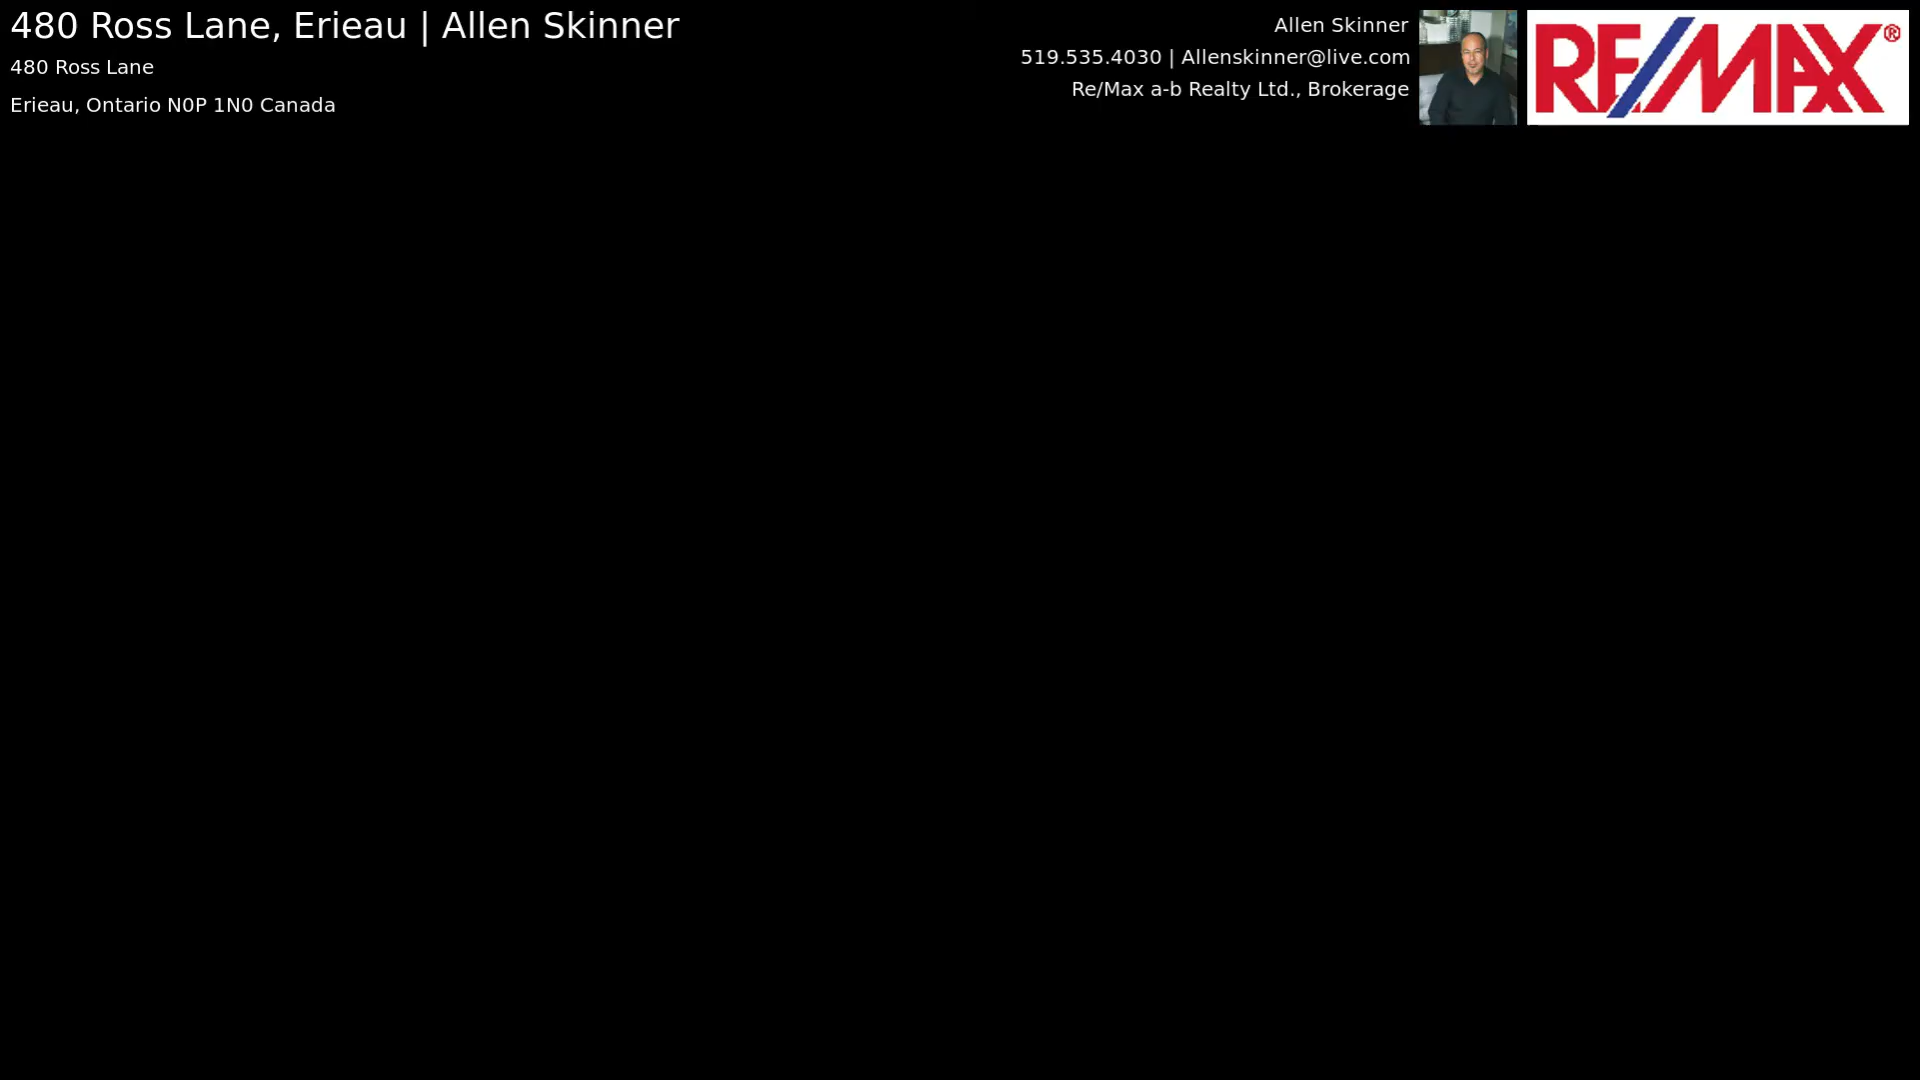 480 Ross Lane, Erieau | Allen Skinner
480 Ross Lane
Erieau, Ontario N0P 1N0 Canada
Allen Skinner
519.535.4030 | Allenskinner@live.com
Re/Max a-b Realty Ltd., Brokerage
RE/MAX®